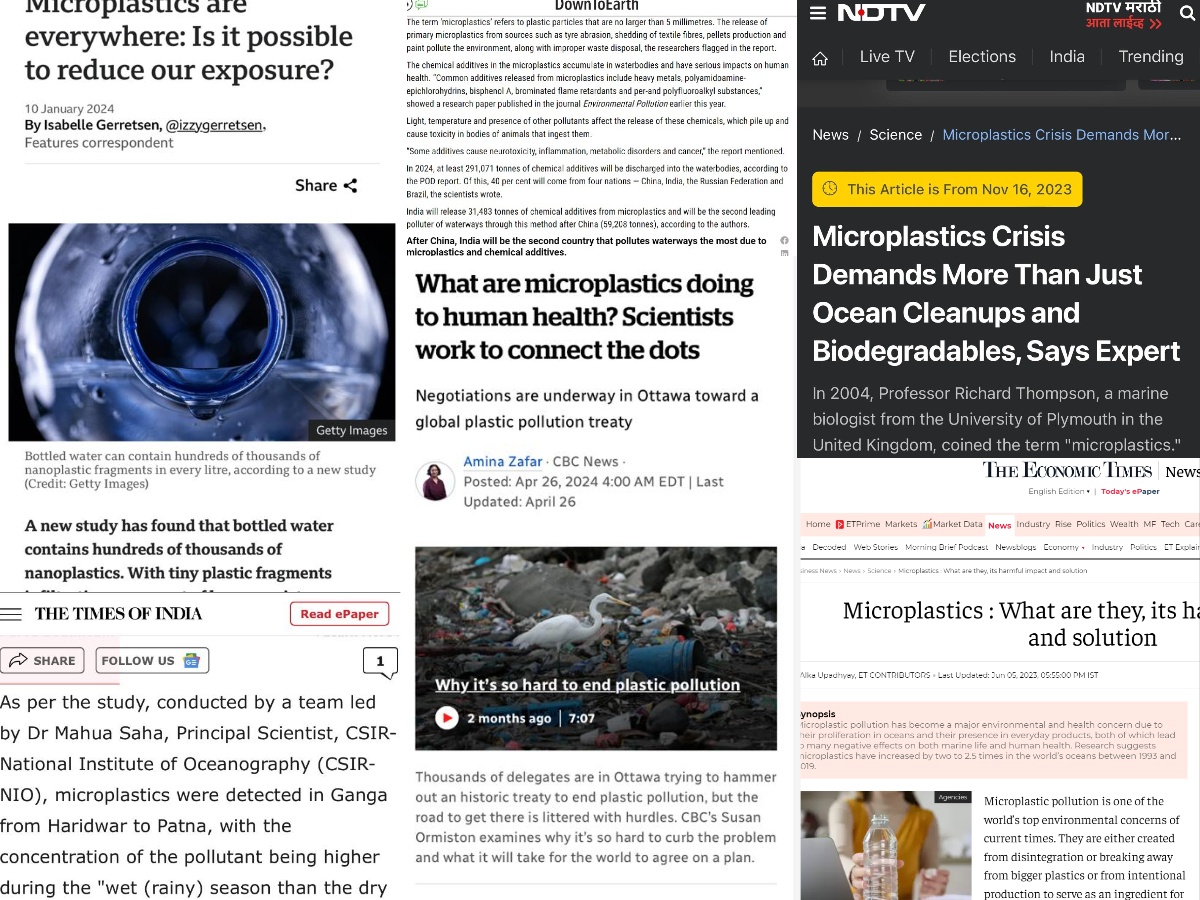 Microplastics are
everywhere: Is it possible
to reduce our exposure?
10 January 2024
By Isabelle Gerretsen, @izzygerretsen,
Features correspondent
Share
Getty Images
Bottled water can contain hundreds of thousands of
nanoplastic fragments in every litre, according to a new study
(Credit: Getty Images)
A new study has found that bottled water
contains hundreds of thousands of
nanoplastics. With tiny plastic fragments
THE TIMES OF INDIA
Read ePaper
SHARE
FOLLOW US
1
As per the study, conducted by a team led
by Dr Mahua Saha, Principal Scientist, CSIR-
National Institute of Oceanography (CSIR-
NIO), microplastics were detected in Ganga
from Haridwar to Patna, with the
concentration of the pollutant being higher
during the "wet (rainy) season than the dry
DownToEarth
The term 'microplastics' refers to plastic particles that are no larger than 5 millimetres. The release of
primary microplastics from sources such as tyre abrasion, shedding of textile fibres, pellets production and
paint pollute the environment, along with improper waste disposal, the researchers flagged in the report.
The chemical additives in the microplastics accumulate in waterbodies and have serious impacts on human
health. "Common additives released from microplastics include heavy metals, polyamidoamine-
epichlorohydrins, bisphenol A, brominated flame retardants and per-and polyfluoroalkyl substances,"
showed a research paper published in the journal Environmental Pollution earlier this year.
Light, temperature and presence of other pollutants affect the release of these chemicals, which pile up and
cause toxicity in bodies of animals that ingest them.
"Some additives cause neurotoxicity, inflammation, metabolic disorders and cancer," the report mentioned.
In 2024, at least 291,071 tonnes of chemical additives will be discharged into the waterbodies, according to
the POD report. Of this, 40 per cent will come from four nations — China, India, the Russian Federation and
Brazil, the scientists wrote.
India will release 31,483 tonnes of chemical additives from microplastics and will be the second leading
polluter of waterways through this method after China (59,208 tonnes), according to the authors.
After China, India will be the second country that pollutes waterways the most due to
microplastics and chemical additives.
What are microplastics doing
to human health? Scientists
work to connect the dots
Negotiations are underway in Ottawa toward a
global plastic pollution treaty
Amina Zafar · CBC News ·
Posted: Apr 26, 2024 4:00 AM EDT | Last
Updated: April 26
Why it's so hard to end plastic pollution
2 months ago | 7:07
Thousands of delegates are in Ottawa trying to hammer
out an historic treaty to end plastic pollution, but the
road to get there is littered with hurdles. CBC's Susan
Ormiston examines why it's so hard to curb the problem
and what it will take for the world to agree on a plan.
NDTV
NDTV मराठी
आता लाईव्ह >>
Live TV
Elections
India
Trending
News / Science / Microplastics Crisis Demands Mor...
This Article is From Nov 16, 2023
Microplastics Crisis
Demands More Than Just
Ocean Cleanups and
Biodegradables, Says Expert
In 2004, Professor Richard Thompson, a marine
biologist from the University of Plymouth in the
United Kingdom, coined the term "microplastics."
THE ECONOMIC TIMES | News
English Edition | Today's ePaper
Home ETPrime Markets Market Data News Industry Rise Politics Wealth MF Tech Car
Decoded Web Stories Morning Brief Podcast Newsblogs Economy Industry Politics ET Explai
siness News › News › Science › Microplastics : What are they, its harmful impact and solution
Microplastics : What are they, its ha
and solution
Alka Upadhyay, ET CONTRIBUTORS • Last Updated: Jun 05, 2023, 05:55:00 PM IST
ynopsis
icroplastic pollution has become a major environmental and health concern due to
heir proliferation in oceans and their presence in everyday products, both of which lead
o many negative effects on both marine life and human health. Research suggests
nicroplastics have increased by two to 2.5 times in the world's oceans between 1993 and
019.
Agencies
Microplastic pollution is one of the
world's top environmental concerns of
current times. They are either created
from disintegration or breaking away
from bigger plastics or from intentional
production to serve as an ingredient for